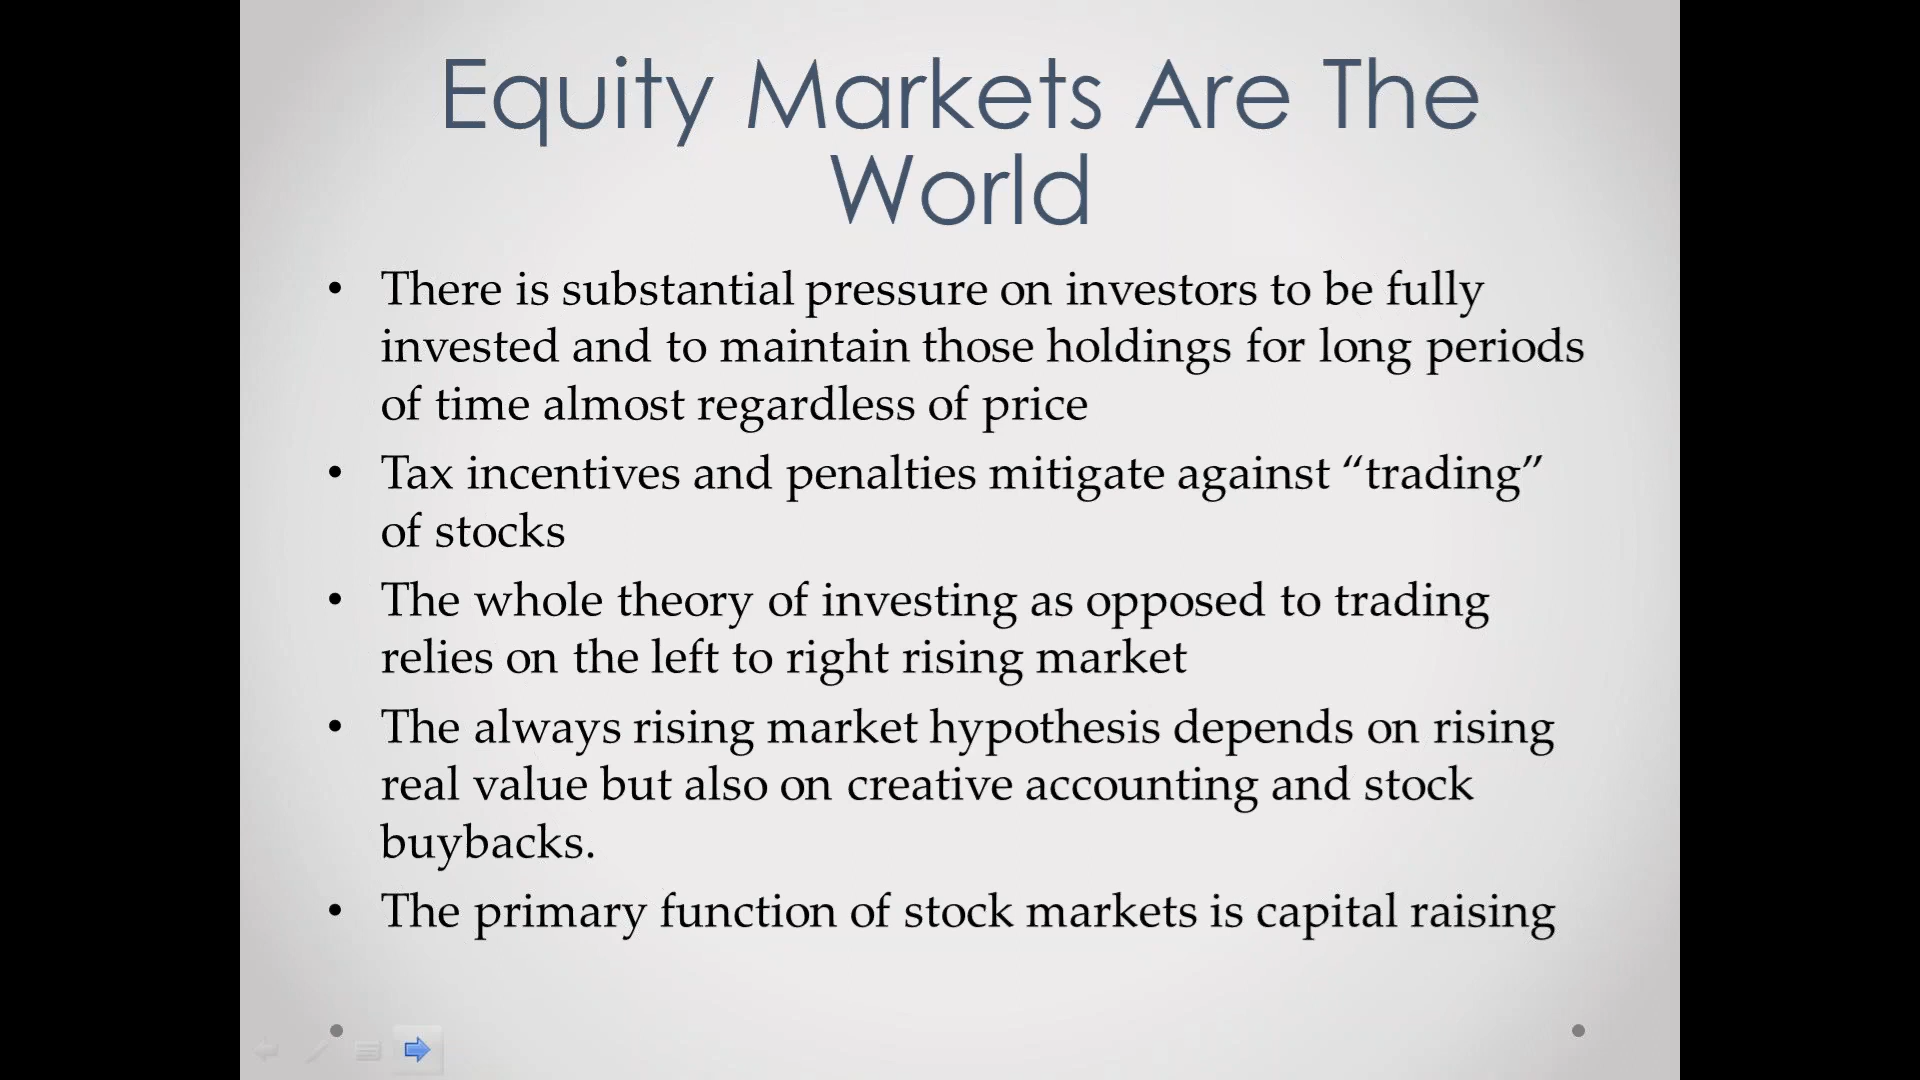 Equity Markets Are The
World
• There is substantial pressure on investors to be fully
invested and to maintain those holdings for long periods
of time almost regardless of price
• Tax incentives and penalties mitigate against “trading”
of stocks
• The whole theory of investing as opposed to trading
relies on the left to right rising market
• The always rising market hypothesis depends on rising
real value but also on creative accounting and stock
buybacks.
• The primary function of stock markets is capital raising